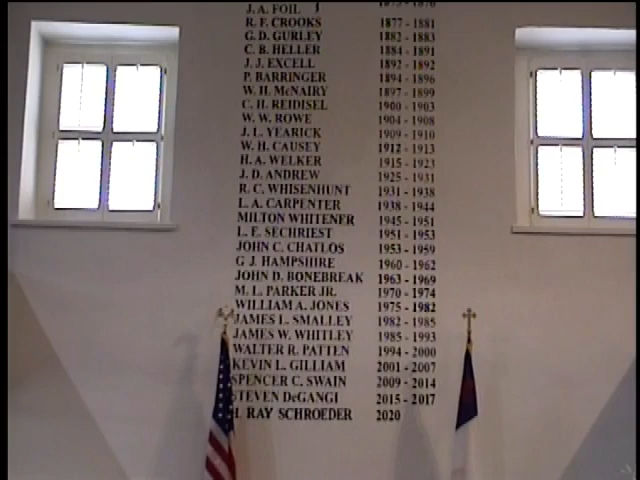 J. A. FOIL 1875 - 1876
R. F. CROOKS 1877 - 1881
G. D. GURLEY 1882 - 1883
C. B. HELLER 1884 - 1891
J. J. EXCELL 1892 - 1892
P. BARRINGER 1894 - 1896
W. H. McNAIRY 1897 - 1899
C. H. REIDISEL 1900 - 1903
W. W. ROWE 1904 - 1908
J. L. YEARICK 1909 - 1910
W. H. CAUSEY 1912 - 1913
H. A. WELKER 1915 - 1923
J. D. ANDREW 1925 - 1931
R. C. WHISENHUNT 1931 - 1938
L. A. CARPENTER 1938 - 1944
MILTON WHITENER 1945 - 1951
L. E. SECHRIEST 1951 - 1953
JOHN C. CHATLOS 1953 - 1959
G J. HAMPSHIRE 1960 - 1962
JOHN D. BONEBREAK 1963 - 1969
M. L. PARKER JR. 1970 - 1974
WILLIAM A. JONES 1975 - 1982
JAMES L. SMALLEY 1982 - 1985
JAMES W. WHITLEY 1985 - 1993
WALTER R. PATTEN 1994 - 2000
KEVIN L. GILLIAM 2001 - 2007
SPENCER C. SWAIN 2009 - 2014
STEVEN DeGANGI 2015 - 2017
RAY SCHROEDER 2020